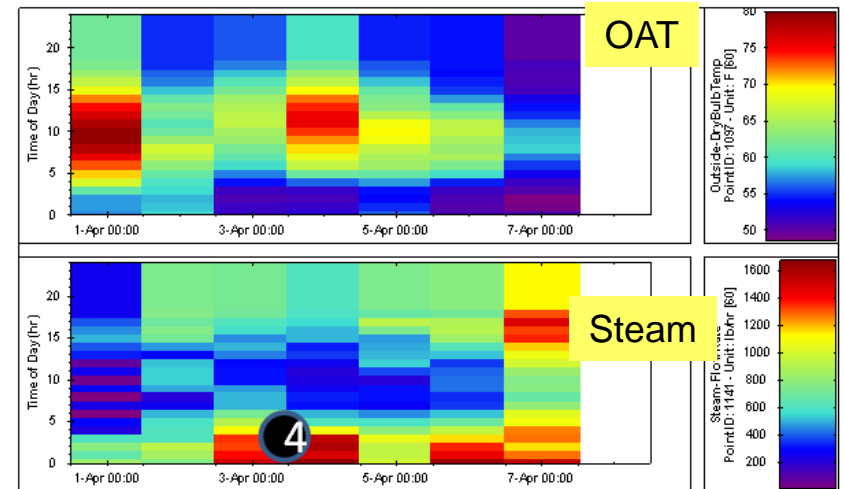 OAT
Time of Day (hr)
20
15
10
5
0
1-Apr 00:00 3-Apr 00:00 5-Apr 00:00 7-Apr 00:00
80
75
70
65
60
55
50
Outside-DryBulbTemp
PointID: 1097 - Unit: F [60]
Steam
Time of Day (hr)
20
15
10
5
0
4
1-Apr 00:00 3-Apr 00:00 5-Apr 00:00 7-Apr 00:00
1600
1400
1200
1000
800
600
400
200
PointID: 1141 - Unit: lb/hr [60]